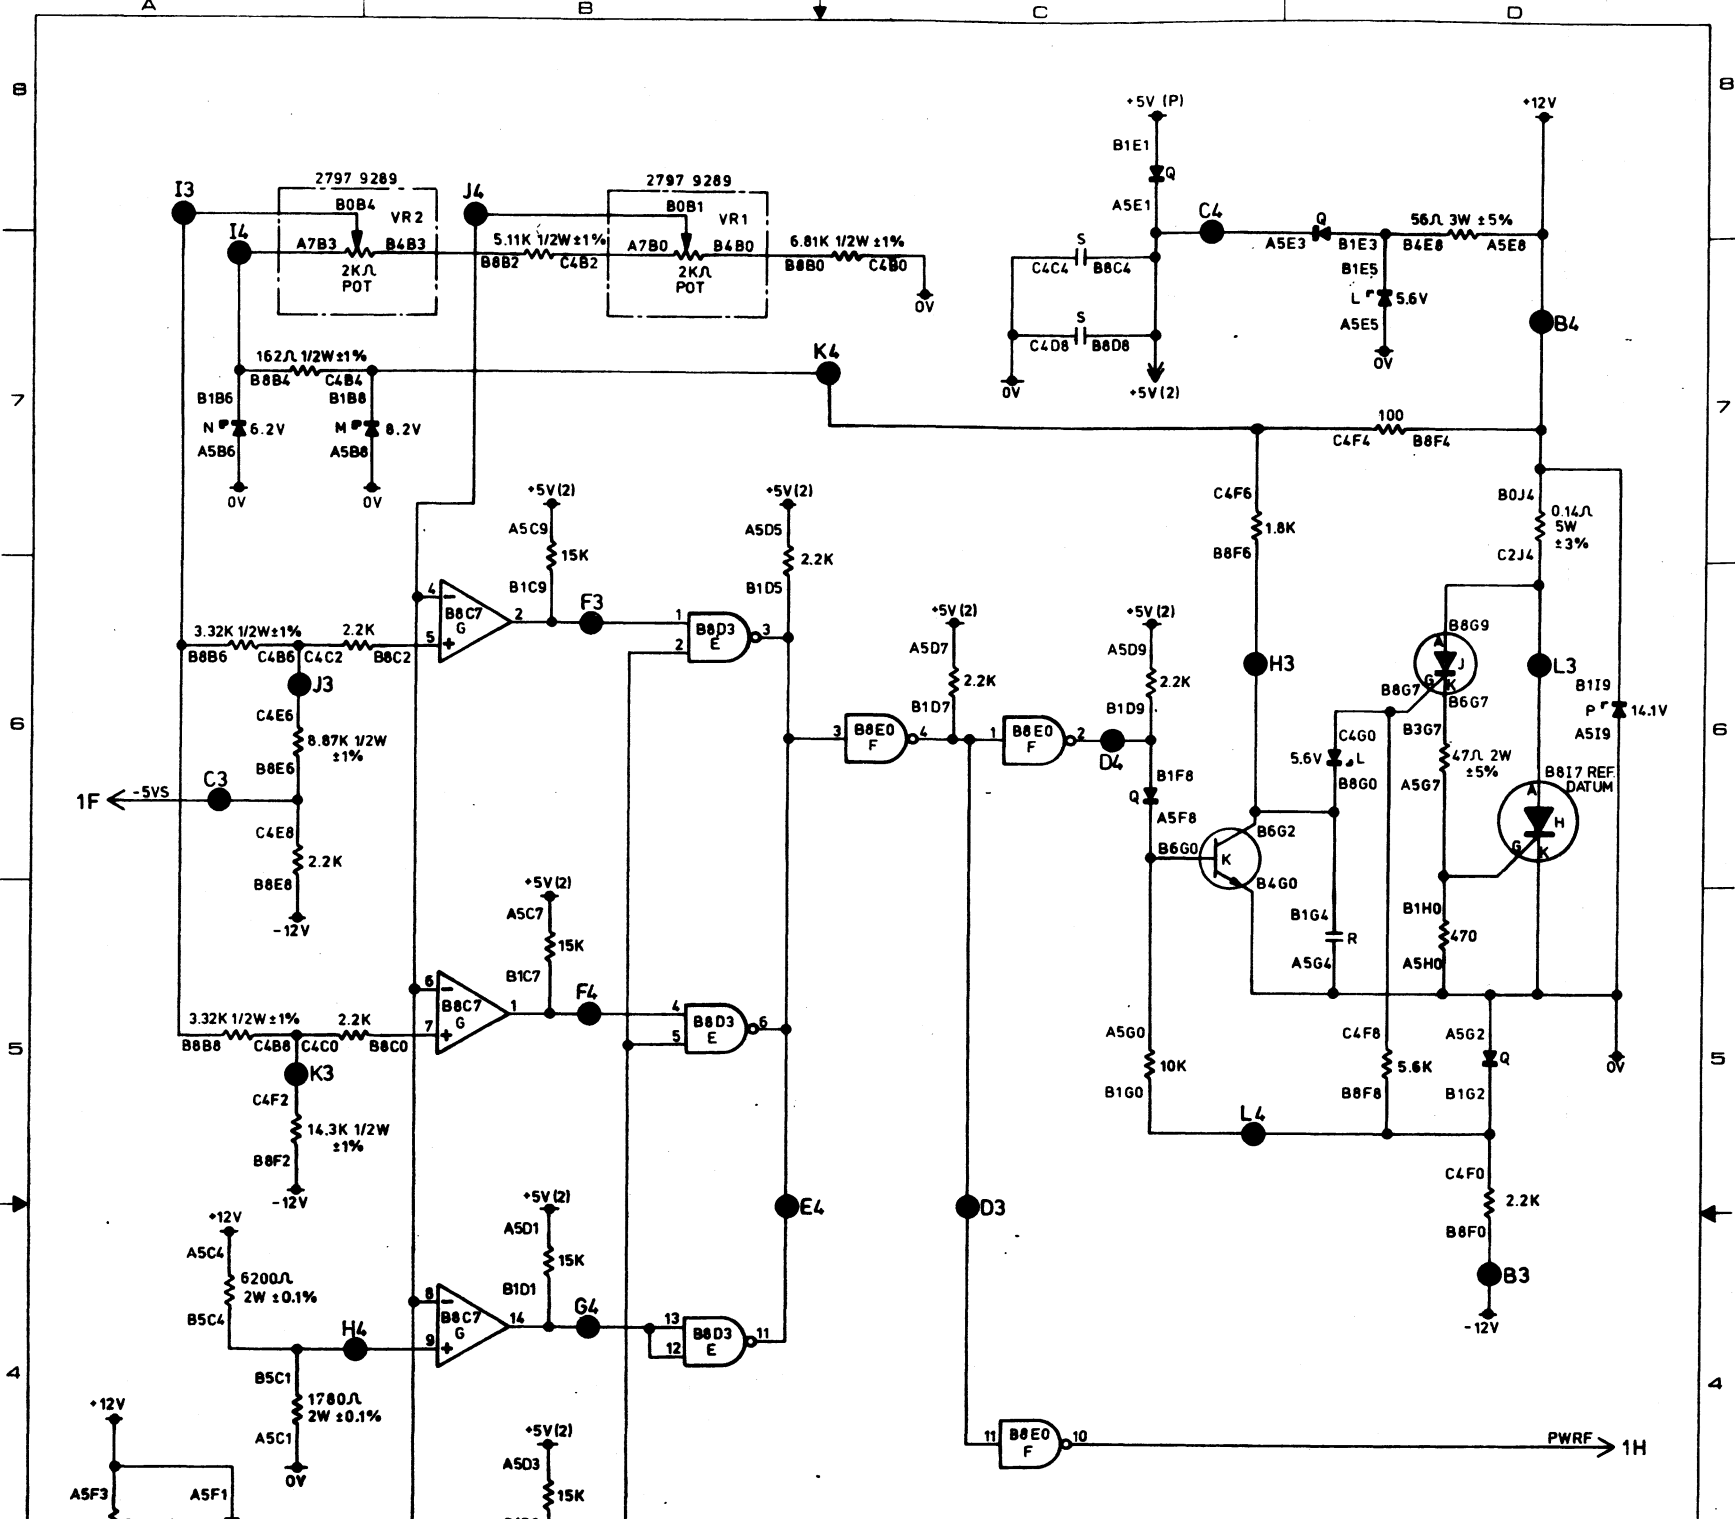 A B C D
8 8
+5V (P) +12V
B1E1
Q
2797 9289 2797 9289
I3 B0B4 VR2 J4 B0B1 VR1
A5E1 C4 Q 56Ω 3W ±5%
I4 A7B3 B4B3 5.11K 1/2W ±1% A7B0 B4B0 6.81K 1/2W ±1%
A5E3 B1E3 B4E8 A5E8
B8B2 C4B2 B8B0 C4B0
2KΩ POT 2KΩ POT
S C4C4 B8C4 B1E5
0V L 5.6V
A5E5 B4
S C4D8 B8D8 0V
162Ω 1/2W ±1% K4
B8B4 C4B4 0V +5V(2)
7 B1B6 B1B8 7
N 6.2V M 8.2V 100
A5B6 A5B8 C4F4 B8F4
0V 0V
+5V(2) +5V(2) C4F6 B0J4
A5C9 A5D5 1.8K 0.14Ω 5W ±3%
15K 2.2K B8F6 C2J4
B1C9 B1D5
4 - B8C7 G 2 F3 1 B8D3 E 3
+5V(2) +5V(2)
3.32K 1/2W ±1% 2.2K 5 + 2
B8B6 C4B6 C4C2 B8C2
A5D7 A5D9 H3 B8G9
A J L3
J3 2.2K 2.2K B8G7 G K B6G7 B1I9
C4E6 B1D7 B1D9 B3G7 P 14.1V
6 8.87K 1/2W ±1% 3 B8E0 F 4 1 B8E0 F 2 D4 C4G0 A5I9 6
B8E6 5.6V L 47Ω 2W ±5%
B1F8 B8G0 A5G7 B8I7 REF. DATUM
1F -5VS C3 Q A5F8 A H
C4E8 B6G2 G K
2.2K B6G0 K
B8E8 B4G0
-12V +5V(2)
A5C7 B1G4 B1H0
15K R 470
B1C7 A5G4 A5H0
6 - B8C7 G 1 F4 4 B8D3 E 6
3.32K 1/2W ±1% 2.2K 7 + 5
5 B8B8 C4B8 C4C0 B8C0 A5G0 C4F8 A5G2 5
K3 10K 5.6K Q 0V
C4F2 B1G0 B8F8 B1G2
14.3K 1/2W ±1% L4
B8F2 C4F0
-12V +5V(2) E4 D3 2.2K
+12V A5D1 B8F0
A5C4 15K
6200Ω 2W ±0.1% B1D1 B3
B5C4 8 - B8C7 G 14 G4 13 B8D3 E 11 -12V
H4 9 + 12
4 B5C1 4
+12V 1780Ω 2W ±0.1%
A5C1 +5V(2) 11 B8E0 F 10 PWRF 1H
0V A5D3
A5F3 A5F1 15K